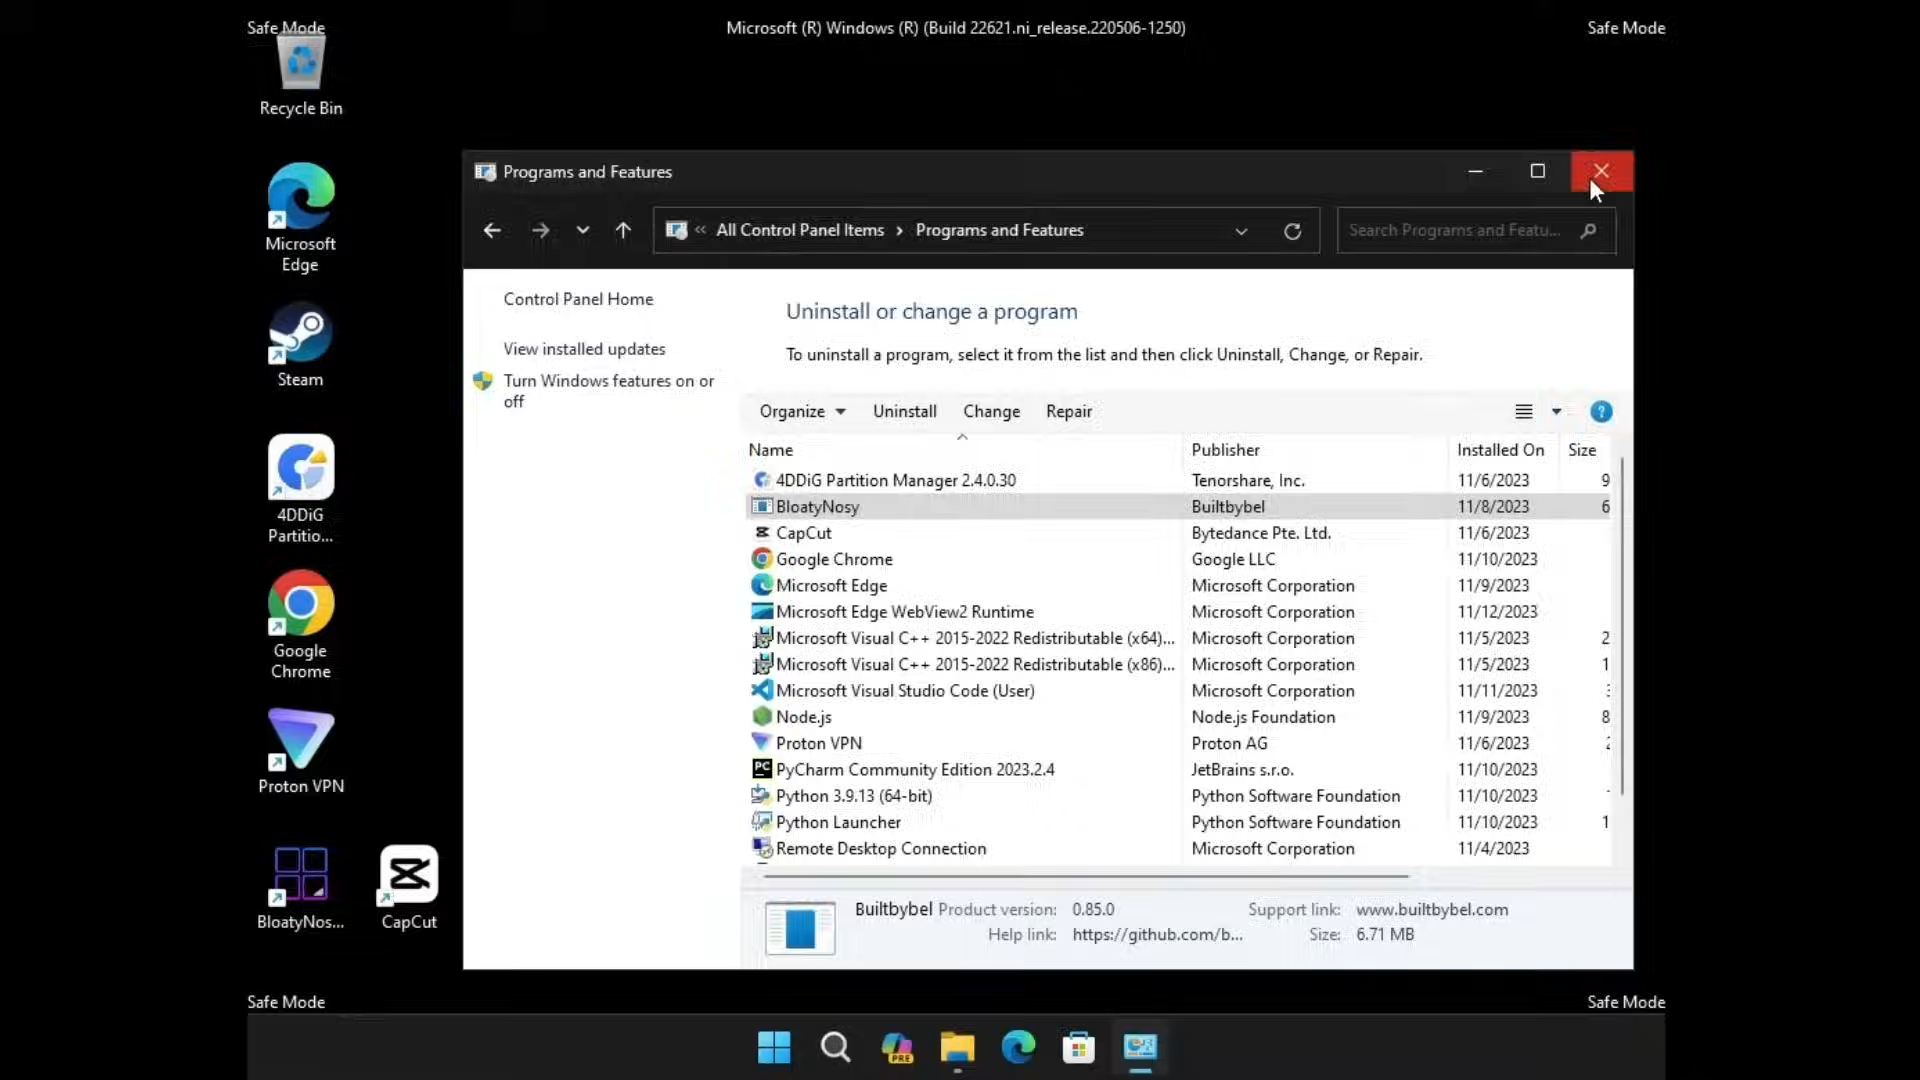 Safe Mode
Microsoft (R) Windows (R) (Build 22621.ni_release.220506-1250)
Safe Mode
Recycle Bin
Microsoft
Edge
Steam
4DDiG
Partitio...
Google
Chrome
Proton VPN
BloatyNos...
CapCut
Programs and Features
« All Control Panel Items › Programs and Features
Search Programs and Featu...
Control Panel Home
View installed updates
Turn Windows features on or
off
Uninstall or change a program
To uninstall a program, select it from the list and then click Uninstall, Change, or Repair.
Organize Uninstall Change Repair
Name Publisher Installed On Size
4DDiG Partition Manager 2.4.0.30 Tenorshare, Inc. 11/6/2023 9
BloatyNosy Builtbybel 11/8/2023 6
CapCut Bytedance Pte. Ltd. 11/6/2023
Google Chrome Google LLC 11/10/2023
Microsoft Edge Microsoft Corporation 11/9/2023
Microsoft Edge WebView2 Runtime Microsoft Corporation 11/12/2023
Microsoft Visual C++ 2015-2022 Redistributable (x64)... Microsoft Corporation 11/5/2023 2
Microsoft Visual C++ 2015-2022 Redistributable (x86)... Microsoft Corporation 11/5/2023 1
Microsoft Visual Studio Code (User) Microsoft Corporation 11/11/2023
Node.js Node.js Foundation 11/9/2023 8
Proton VPN Proton AG 11/6/2023 2
PyCharm Community Edition 2023.2.4 JetBrains s.r.o. 11/10/2023
Python 3.9.13 (64-bit) Python Software Foundation 11/10/2023
Python Launcher Python Software Foundation 11/10/2023 1
Remote Desktop Connection Microsoft Corporation 11/4/2023
Builtbybel Product version: 0.85.0 Support link: www.builtbybel.com
Help link: https://github.com/b... Size: 6.71 MB
Safe Mode
Safe Mode
PRE